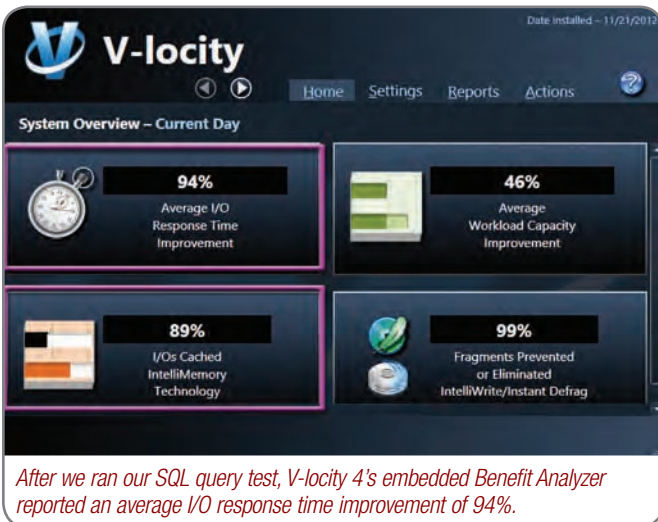 Date installed – 11/21/2012
V-locity
Home Settings Reports Actions
System Overview – Current Day
94%
Average I/O
Response Time
Improvement
46%
Average
Workload Capacity
Improvement
89%
I/Os Cached
IntelliMemory
Technology
99%
Fragments Prevented
or Eliminated
IntelliWrite/Instant Defrag
After we ran our SQL query test, V-locity 4's embedded Benefit Analyzer
reported an average I/O response time improvement of 94%.